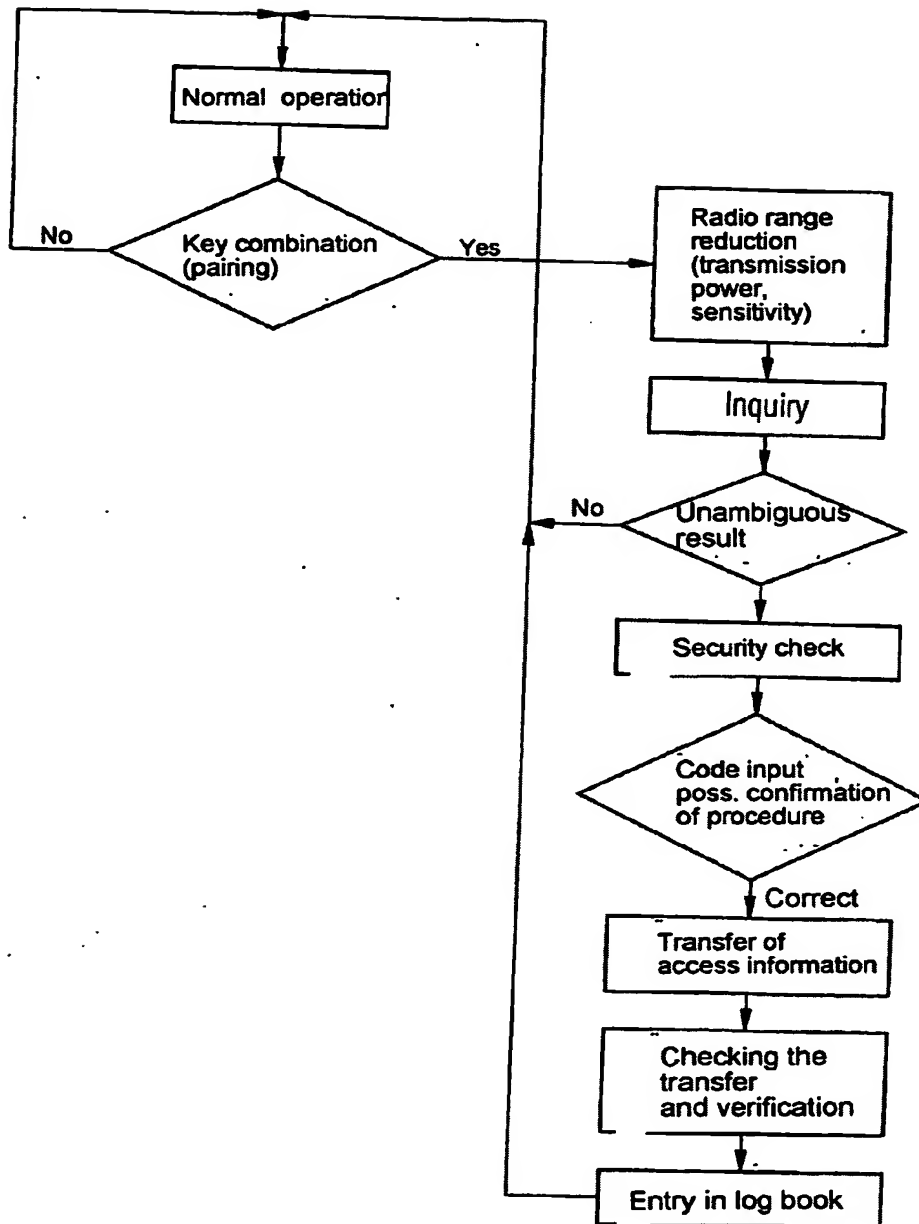 Normal operation
Key combination
(pairing)
No
Yes
Radio range
reduction
(transmission
power,
sensitivity)
Inquiry
Unambiguous
result
No
Security check
Code input
poss. confirmation
of procedure
Correct
Transfer of
access information
Checking the
transfer
and verification
Entry in log book